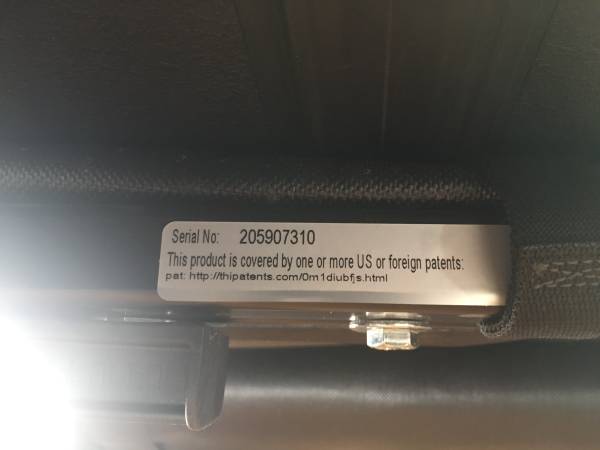 Serial No: 205907310
This product is covered by one or more US or foreign patents:
pat: http://thipatents.com/0m1diubfjs.html